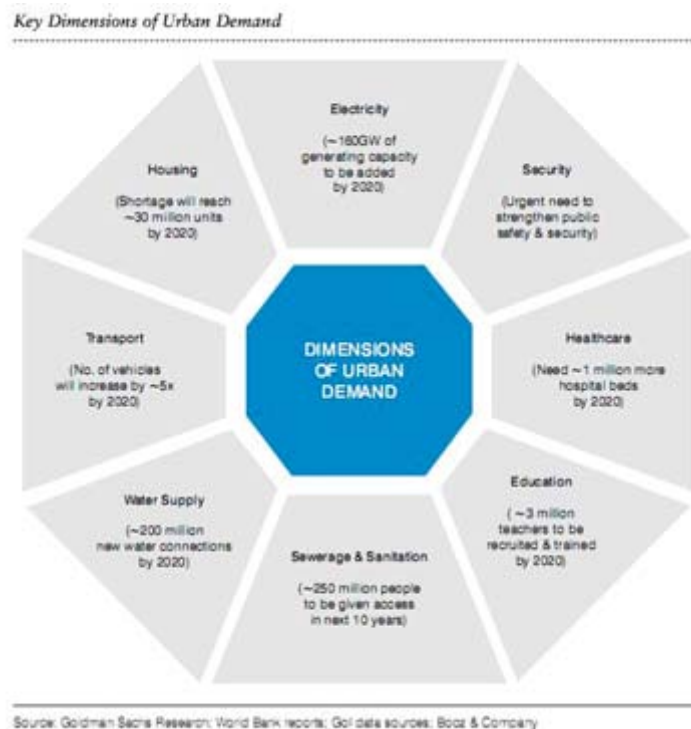 Key Dimensions of Urban Demand
Electricity
(~160GW of
generating capacity
to be added
by 2020)
Security
(Urgent need to
strengthen public
safety & security)
Healthcare
(Need ~1 million more
hospital beds
by 2020)
Education
( ~3 million
teachers to be
recruited & trained
by 2020)
Sewerage & Sanitation
(~250 million people
to be given access
in next 10 years)
Water Supply
(~200 million
new water connections
by 2020)
Transport
(No. of vehicles
will increase by ~5x
by 2020)
Housing
(Shortage will reach
~30 million units
by 2020)
DIMENSIONS
OF URBAN
DEMAND
Source: Goldman Sachs Research; World Bank reports; GoI data sources; Booz & Company